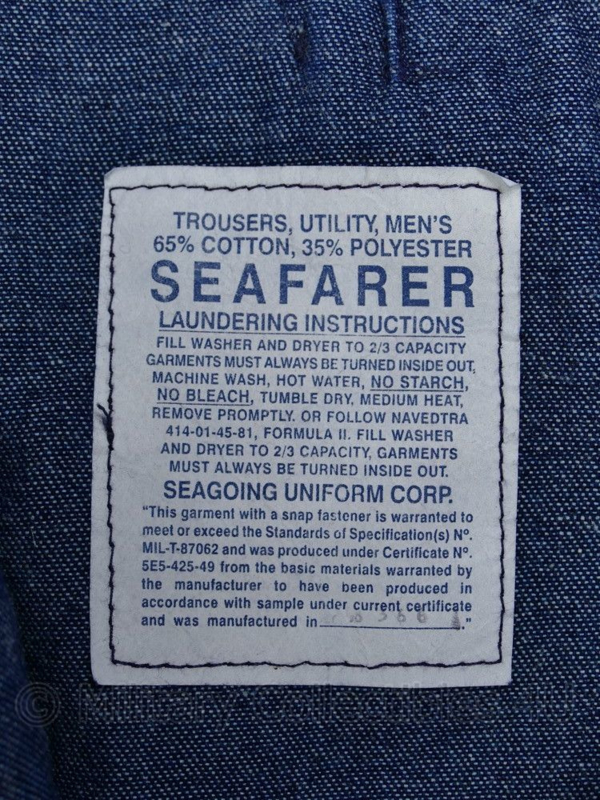 TROUSERS, UTILITY, MEN'S
65% COTTON, 35% POLYESTER
SEAFARER
LAUNDERING INSTRUCTIONS
FILL WASHER AND DRYER TO 2/3 CAPACITY
GARMENTS MUST ALWAYS BE TURNED INSIDE OUT,
MACHINE WASH, HOT WATER, NO STARCH,
NO BLEACH, TUMBLE DRY, MEDIUM HEAT,
REMOVE PROMPTLY. OR FOLLOW NAVEDTRA
414-01-45-81, FORMULA II. FILL WASHER
AND DRYER TO 2/3 CAPACITY, GARMENTS
MUST ALWAYS BE TURNED INSIDE OUT.
SEAGOING UNIFORM CORP.
"This garment with a snap fastener is warranted to
meet or exceed the Standards of Specification(s) Nº.
MIL-T-87062 and was produced under Certificate Nº.
5E5-425-49 from the basic materials warranted by
the manufacturer to have been produced in
accordance with sample under current certificate
and was manufactured in ."
© Military Collectibles